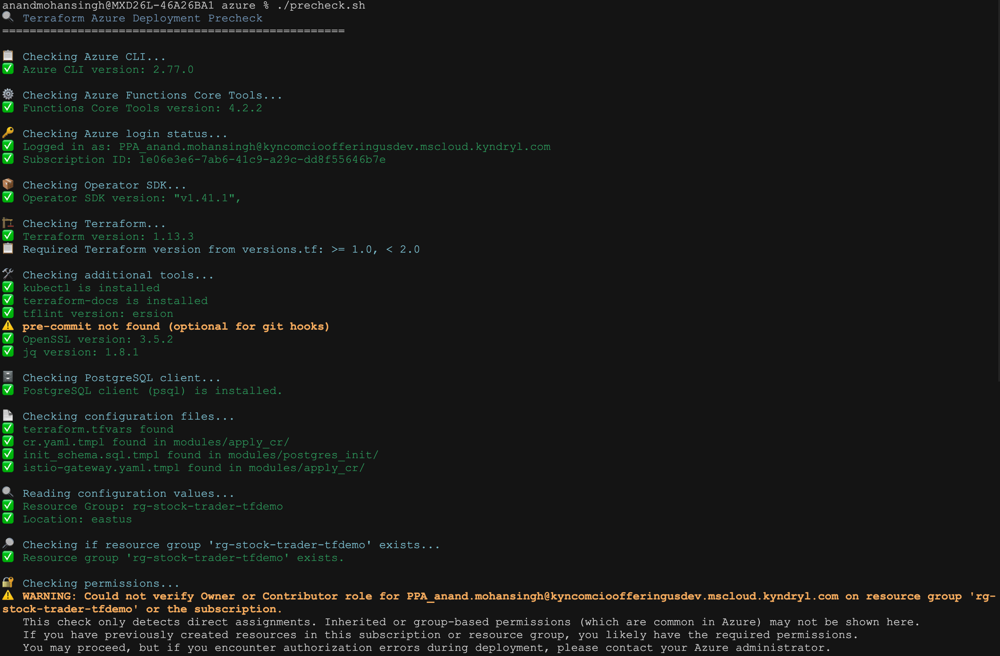 anandmohansingh@MXD26L-46A26BA1 azure % ./precheck.sh
🔍 Terraform Azure Deployment Precheck
==================================================
📋 Checking Azure CLI...
✅ Azure CLI version: 2.77.0
⚙️ Checking Azure Functions Core Tools...
✅ Functions Core Tools version: 4.2.2
🔑 Checking Azure login status...
✅ Logged in as: PPA_anand.mohansingh@kyncomcioofferingusdev.mscloud.kyndryl.com
✅ Subscription ID: 1e06e3e6-7ab6-41c9-a29c-dd8f55646b7e
📦 Checking Operator SDK...
✅ Operator SDK version: "v1.41.1",
🏗️ Checking Terraform...
✅ Terraform version: 1.13.3
📋 Required Terraform version from versions.tf: >= 1.0, < 2.0
🛠️ Checking additional tools...
✅ kubectl is installed
✅ terraform-docs is installed
✅ tflint version: ersion
⚠️ pre-commit not found (optional for git hooks)
✅ OpenSSL version: 3.5.2
✅ jq version: 1.8.1
🗄️ Checking PostgreSQL client...
✅ PostgreSQL client (psql) is installed.
📄 Checking configuration files...
✅ terraform.tfvars found
✅ cr.yaml.tmpl found in modules/apply_cr/
✅ init_schema.sql.tmpl found in modules/postgres_init/
✅ istio-gateway.yaml.tmpl found in modules/apply_cr/
🔍 Reading configuration values...
✅ Resource Group: rg-stock-trader-tfdemo
✅ Location: eastus
🔎 Checking if resource group 'rg-stock-trader-tfdemo' exists...
✅ Resource group 'rg-stock-trader-tfdemo' exists.
🔐 Checking permissions...
⚠️ WARNING: Could not verify Owner or Contributor role for PPA_anand.mohansingh@kyncomcioofferingusdev.mscloud.kyndryl.com on resource group 'rg-
stock-trader-tfdemo' or the subscription.
This check only detects direct assignments. Inherited or group-based permissions (which are common in Azure) may not be shown here.
If you have previously created resources in this subscription or resource group, you likely have the required permissions.
You may proceed, but if you encounter authorization errors during deployment, please contact your Azure administrator.